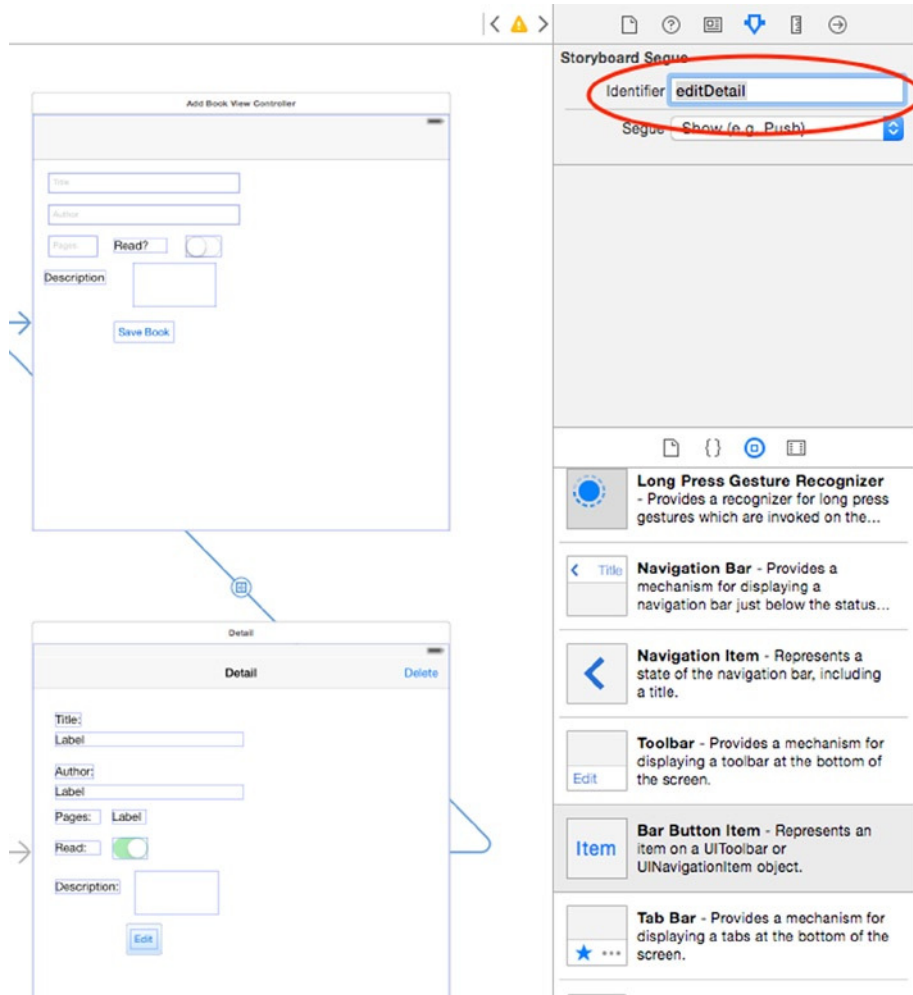 Add Book View Controller
Title
Author
Pages
Read?
Description
Save Book
Detail
Detail
Delete
Title:
Label
Author:
Label
Pages:
Label
Read:
Description:
Edit
Storyboard Segue
Identifier editDetail
Segue Show (e.g. Push)
{}
Long Press Gesture Recognizer
- Provides a recognizer for long press
gestures which are invoked on the...
Title
Navigation Bar - Provides a
mechanism for displaying a
navigation bar just below the status...
Navigation Item - Represents a
state of the navigation bar, including
a title.
Edit
Toolbar - Provides a mechanism for
displaying a toolbar at the bottom of
the screen.
Item
Bar Button Item - Represents an
item on a UIToolbar or
UINavigationItem object.
Tab Bar - Provides a mechanism for
displaying a tabs at the bottom of the
screen.